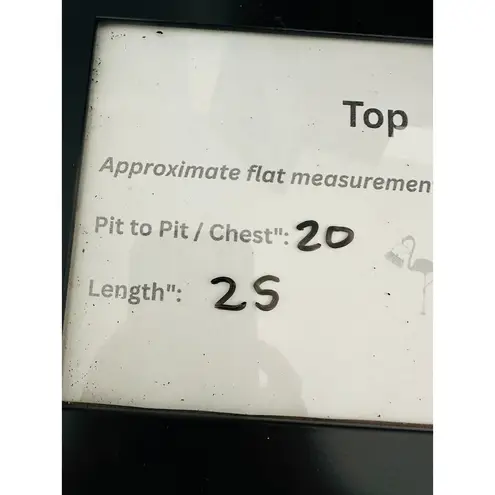 Top
Approximate flat measuremen
Pit to Pit / Chest": 20
Length": 25